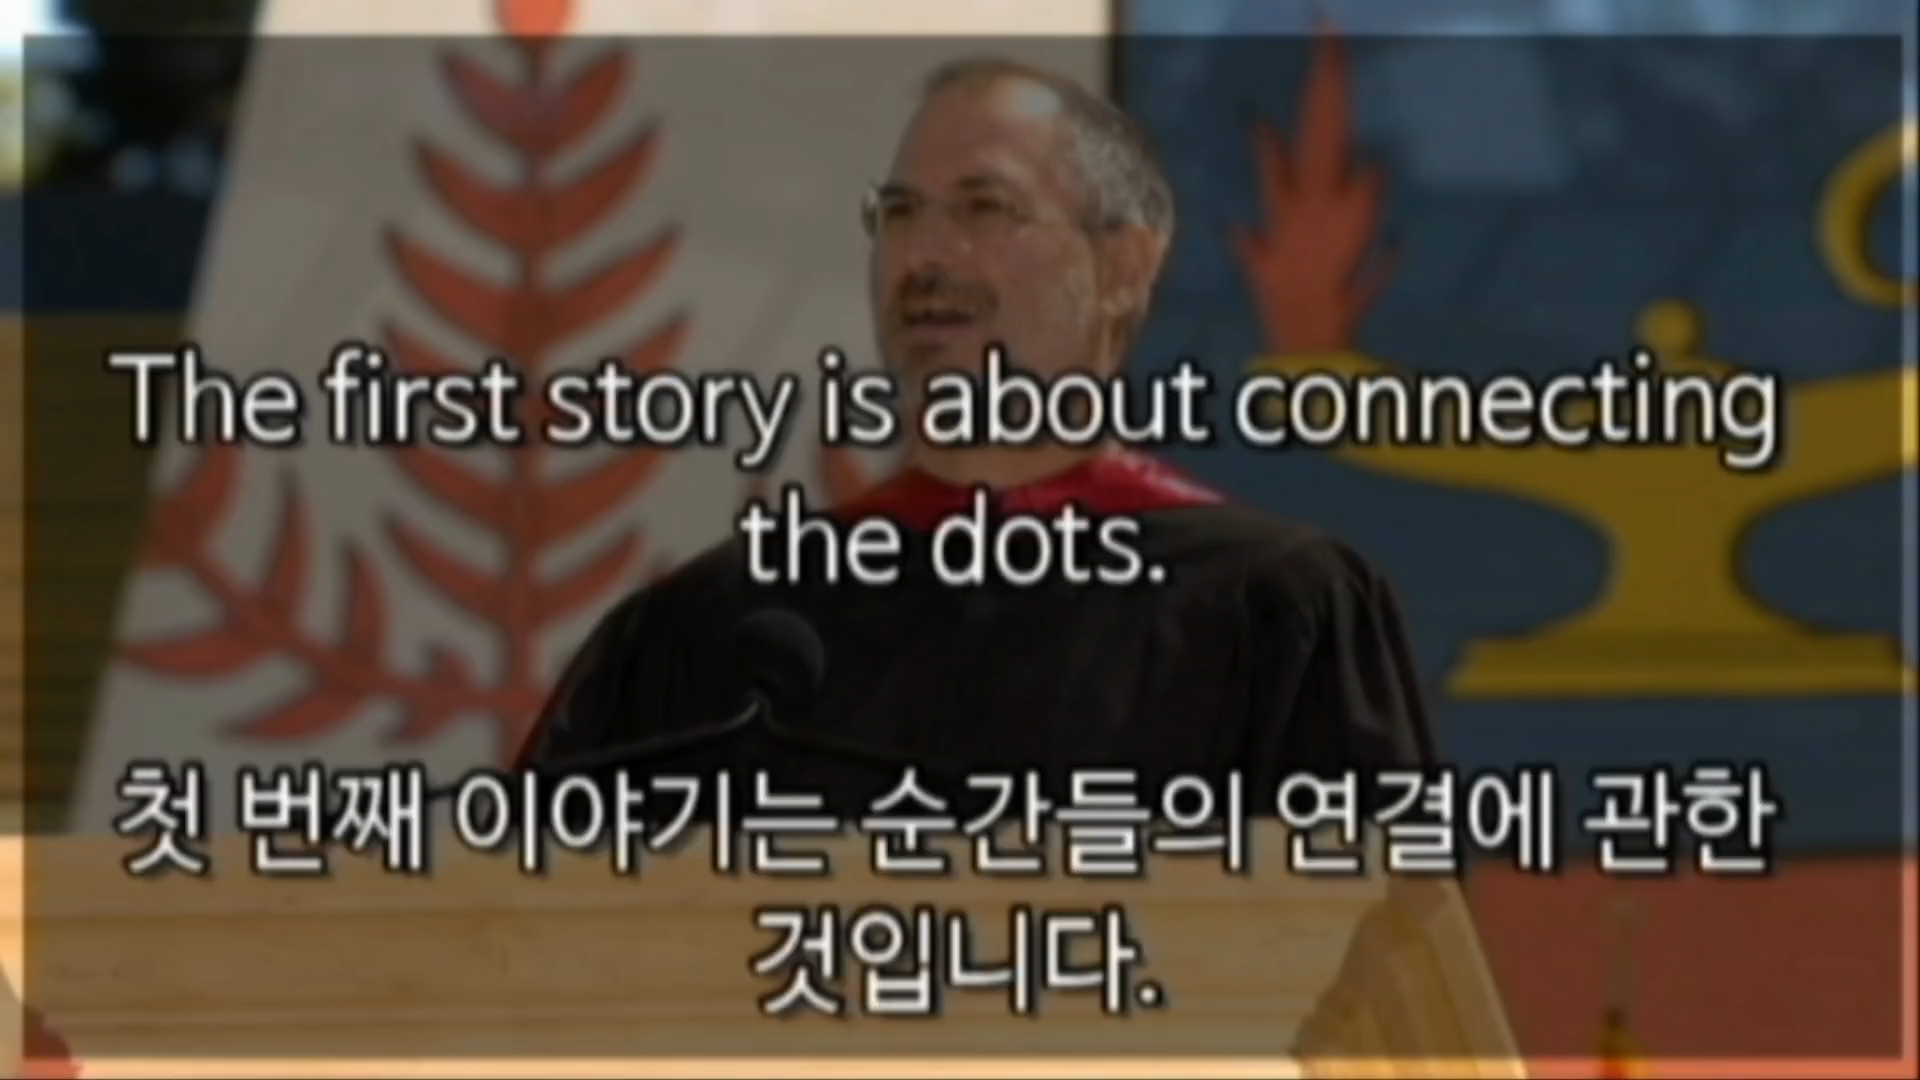 The first story is about connecting
the dots.
첫 번째 이야기는 순간들의 연결에 관한
것입니다.